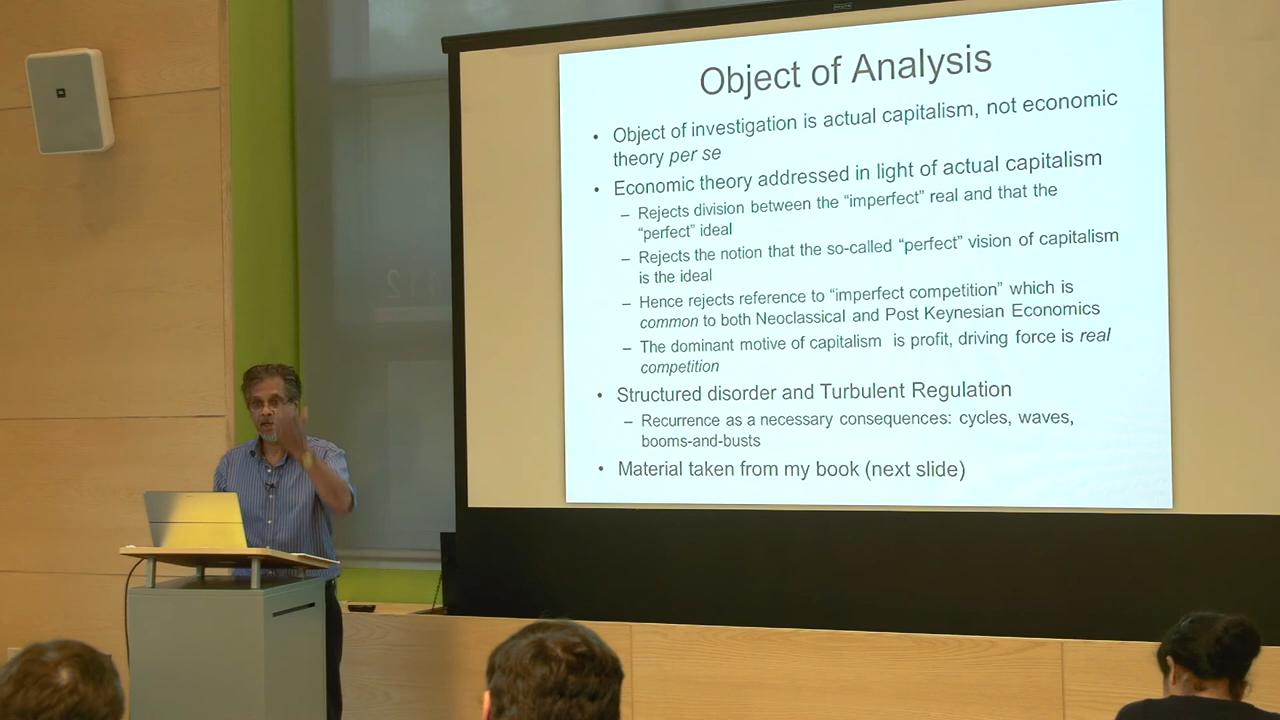 Object of Analysis
• Object of investigation is actual capitalism, not economic
theory per se
• Economic theory addressed in light of actual capitalism
– Rejects division between the “imperfect” real and that the
“perfect” ideal
– Rejects the notion that the so-called “perfect” vision of capitalism
is the ideal
– Hence rejects reference to “imperfect competition” which is
common to both Neoclassical and Post Keynesian Economics
– The dominant motive of capitalism is profit, driving force is real
competition
• Structured disorder and Turbulent Regulation
– Recurrence as a necessary consequences: cycles, waves,
booms-and-busts
• Material taken from my book (next slide)